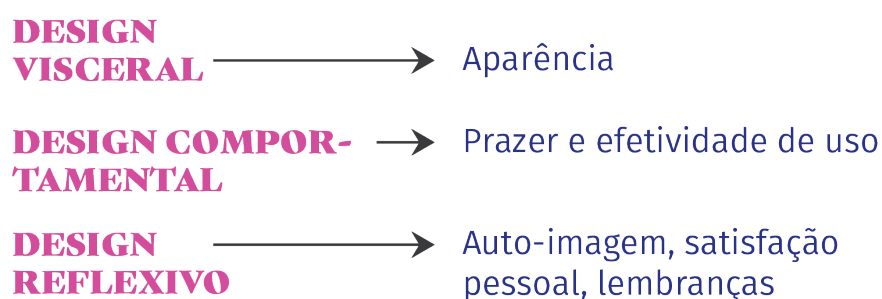 DESIGN
VISCERAL
Aparência
DESIGN COMPOR-
TAMENTAL
Prazer e efetividade de uso
DESIGN
REFLEXIVO
Auto-imagem, satisfação
pessoal, lembranças